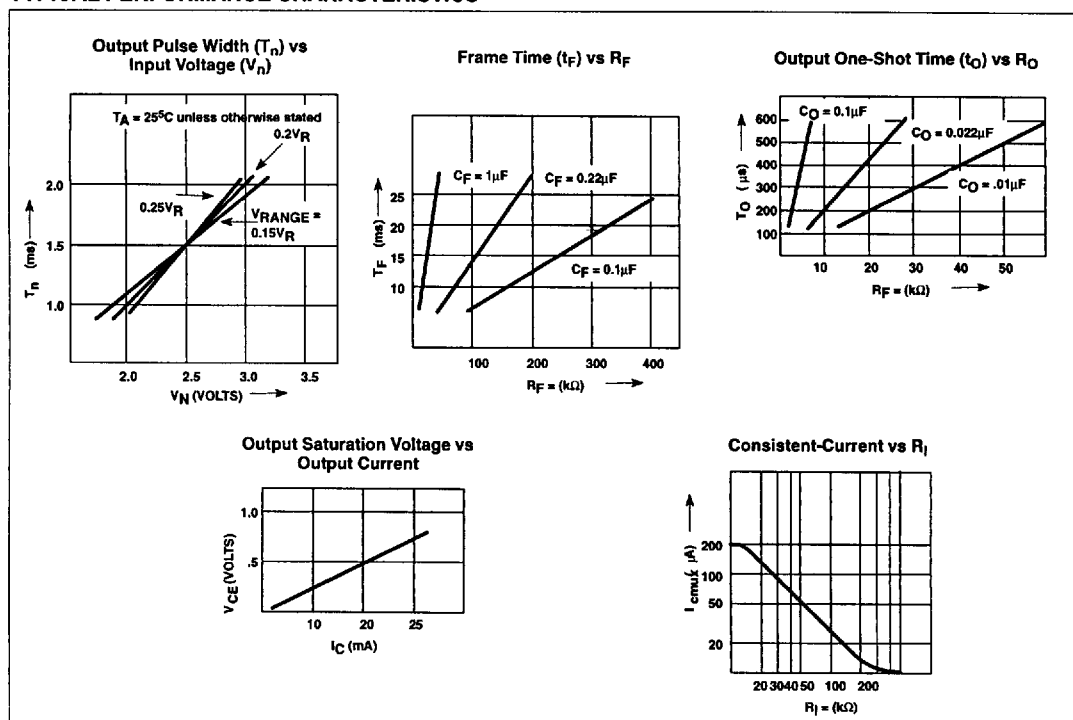 Output Pulse Width (Tn) vs
Input Voltage (Vn)
TA = 25⁵C unless otherwise stated
0.2VR
0.25VR
VRANGE =
0.15VR
Tn (ms)
2.0
1.5
1.0
2.0 2.5 3.0 3.5
VN (VOLTS)
Frame Time (tF) vs RF
CF = 1µF
CF = 0.22µF
CF = 0.1µF
TF (ms)
25
20
15
10
100 200 300 400
RF = (kΩ)
Output One-Shot Time (tO) vs RO
CO = 0.1µF
CO = 0.022µF
CO = .01µF
TO (µs)
600
500
400
300
200
100
10 20 30 40 50
RF = (kΩ)
Output Saturation Voltage vs
Output Current
VCE (VOLTS)
1.0
.5
10 20 25
IC (mA)
Consistent-Current vs RI
200
100
50
20
20 30 40 50 100 200
RI = (kΩ)